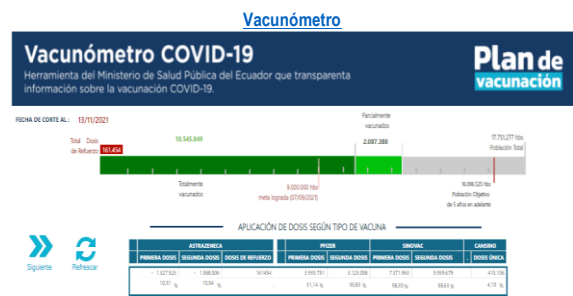 Vacunómetro
Vacunómetro COVID-19
Herramienta del Ministerio de Salud Pública del Ecuador que transparenta
información sobre la vacunación COVID-19.
Plan de
vacunación
FECHA DE CORTE AL : 13/11/2021
Total Dosis
de Refuerzo 161.454
10.545.849
Parcialmente
vacunados
2.087.388
17.751.277 hbs
Población Total
Totalmente
vacunados
9.000.000 hbs
meta lograda (07/09/2021)
Población Objetivo:
de 5 años en adelante
Siguiente
Refrescar
APLICACIÓN DE DOSIS SEGÚN TIPO DE VACUNA
ASTRAZENECA PFIZER SINOVAC CANSINO
PRIMERA DOSIS SEGUNDA DOSIS DOSIS DE REFUERZO PRIMERA DOSIS SEGUNDA DOSIS PRIMERA DOSIS SEGUNDA DOSIS DOSIS ÚNICA
161454 415.106